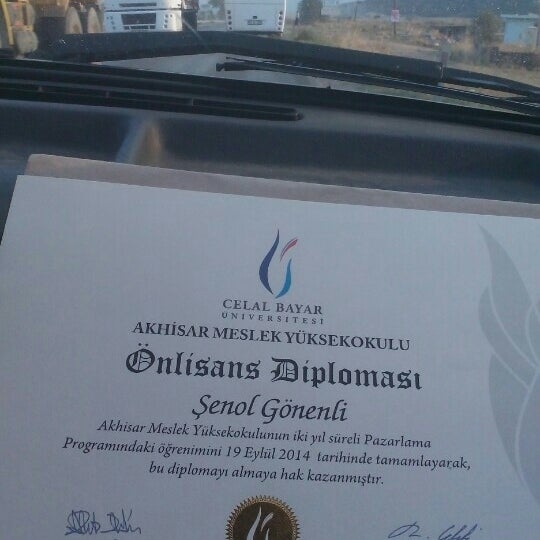 CELAL BAYAR
ÜNİVERSİTESİ
AKHİSAR MESLEK YÜKSEKOKULU
Önlisans Diploması
Şenol Gönenli
Akhisar Meslek Yüksekokulunun iki yıl süreli Pazarlama
Programındaki öğrenimini 19 Eylül 2014 tarihinde tamamlayarak,
bu diplomayı almaya hak kazanmıştır.